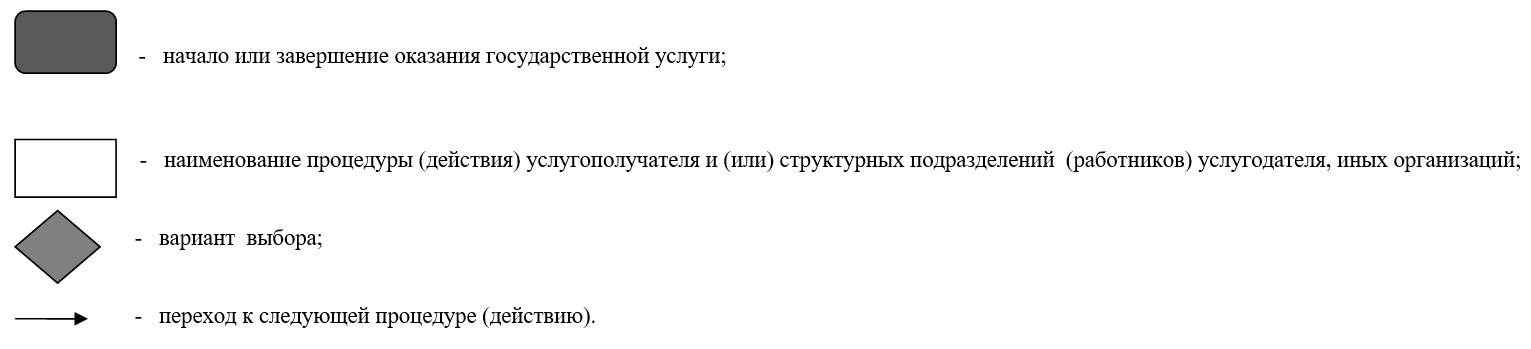 - начало или завершение оказания государственной услуги;
- наименование процедуры (действия) услугополучателя и (или) структурных подразделений (работников) услугодателя, иных организаций;
- вариант выбора;
- переход к следующей процедуре (действию).